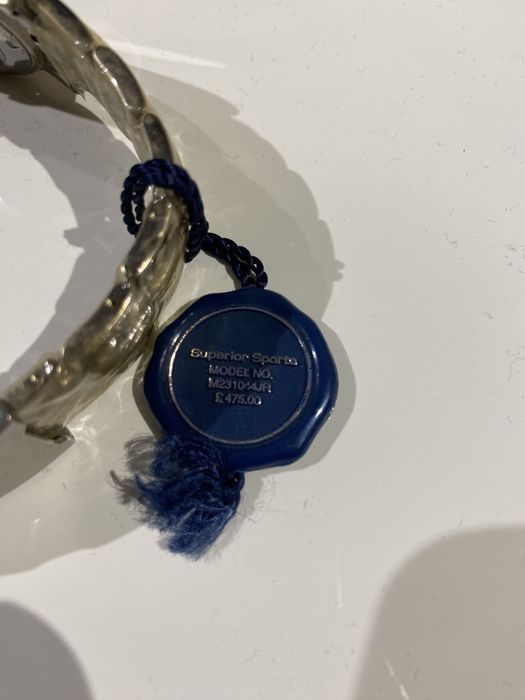 Superior Sports
MODEL NO.
M231044JR
£475.00